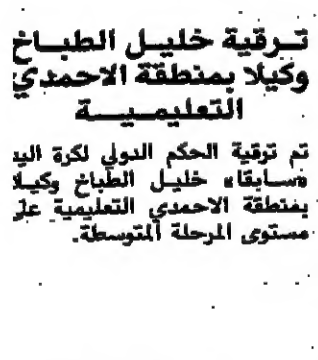 ترقية خليل الطباخ
وكيلا بمنطقة الاحمدي
التعليمية
تم ترقية الحكم الدولي لكرة اليد
«سابقا» خليل الطباخ وكيلا
بمنطقة الاحمدي التعليمية على
مستوى المرحلة المتوسطة.